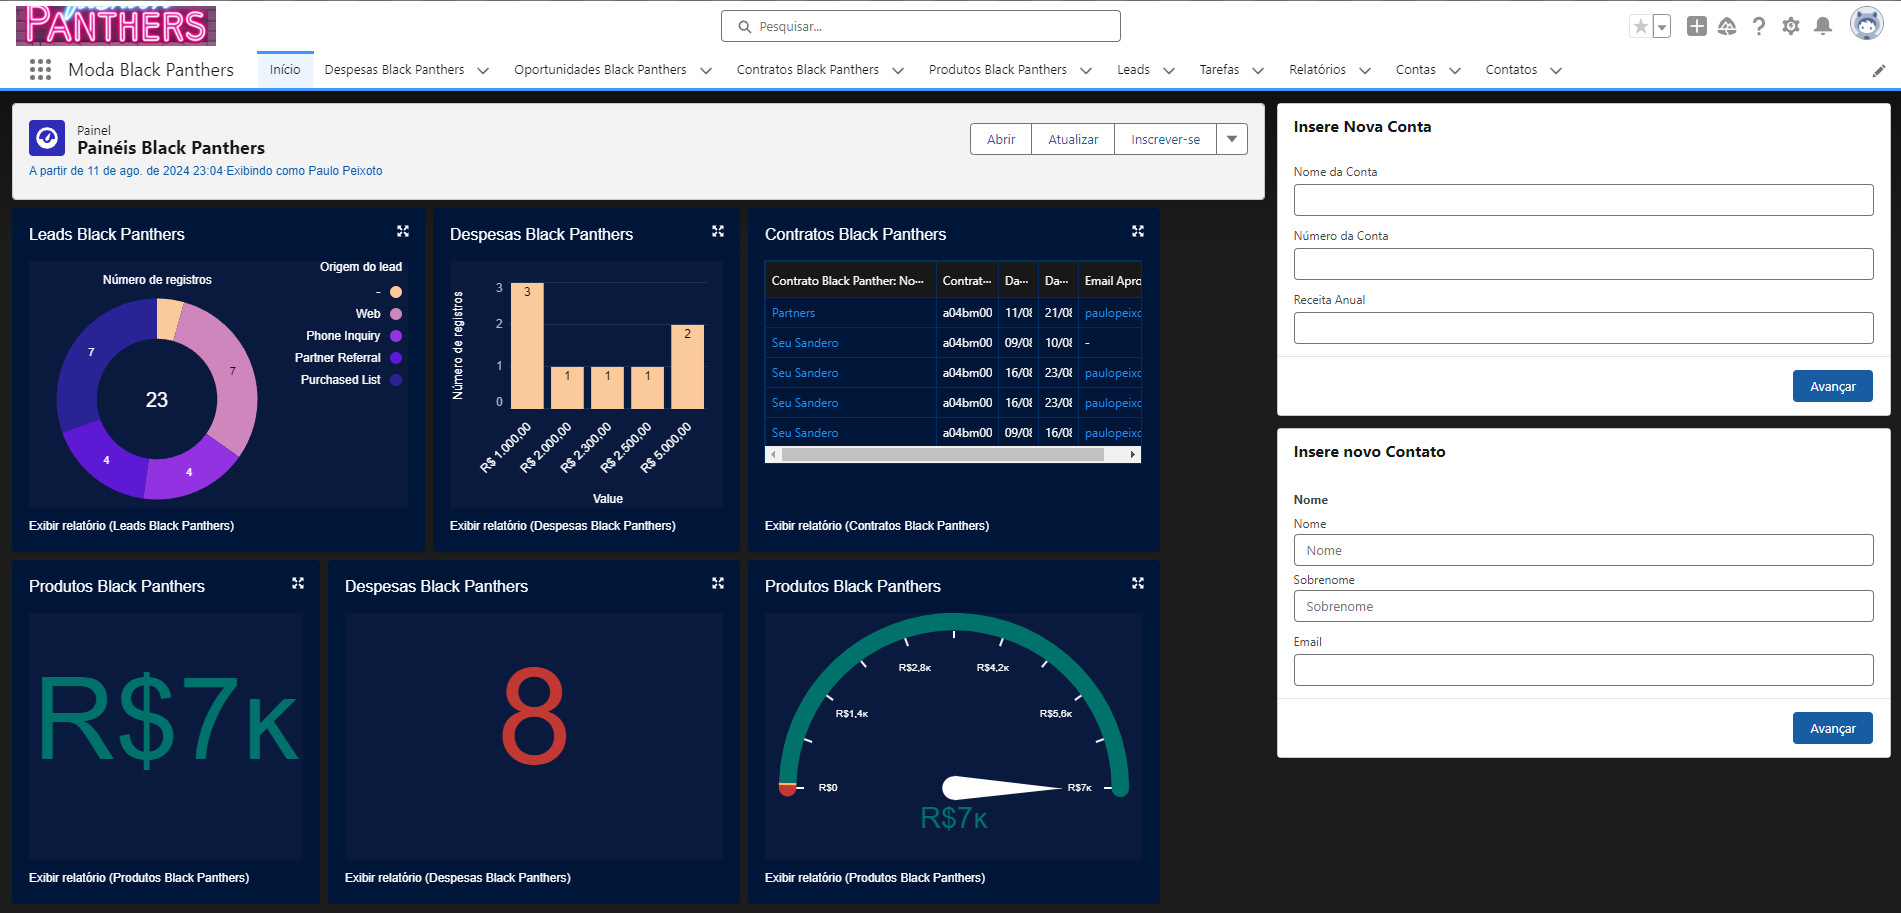 PANTHERS
Pesquisar...
Moda Black Panthers
Início
Despesas Black Panthers
Oportunidades Black Panthers
Contratos Black Panthers
Produtos Black Panthers
Leads
Tarefas
Relatórios
Contas
Contatos
Painel
Painéis Black Panthers
A partir de 11 de ago. de 2024 23:04·Exibindo como Paulo Peixoto
Abrir
Atualizar
Inscrever-se
Leads Black Panthers
Número de registros
Origem do lead
-
Web
Phone Inquiry
Partner Referral
Purchased List
7
7
23
4
4
Exibir relatório (Leads Black Panthers)
Despesas Black Panthers
Número de registros
3
2
1
0
3
1
1
1
2
R$ 1.000,00
R$ 2.000,00
R$ 2.300,00
R$ 2.500,00
R$ 5.000,00
Value
Exibir relatório (Despesas Black Panthers)
Contratos Black Panthers
Contrato Black Panther: No... Contrat... Da... Da... Email Apro
Partners a04bm00 11/08 21/08 paulopeixo
Seu Sandero a04bm00 09/08 10/08 -
Seu Sandero a04bm00 16/08 23/08 paulopeixo
Seu Sandero a04bm00 16/08 23/08 paulopeixo
Seu Sandero a04bm00 09/08 16/08 paulopeixo
Exibir relatório (Contratos Black Panthers)
Produtos Black Panthers
R$7K
Exibir relatório (Produtos Black Panthers)
Despesas Black Panthers
8
Exibir relatório (Despesas Black Panthers)
Produtos Black Panthers
R$0
R$1,4K
R$2,8K
R$4,2K
R$5,6K
R$7K
R$7K
Exibir relatório (Produtos Black Panthers)
Insere Nova Conta
Nome da Conta
Número da Conta
Receita Anual
Avançar
Insere novo Contato
Nome
Nome
Nome
Sobrenome
Sobrenome
Email
Avançar